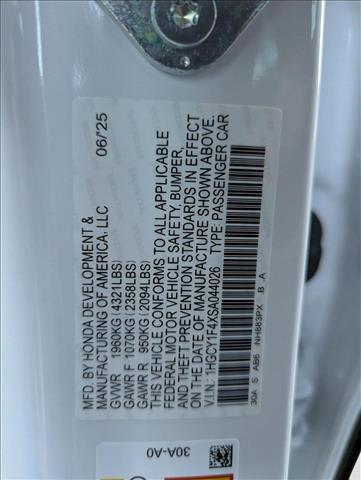 MFD. BY HONDA DEVELOPMENT & 06/25
MANUFACTURING OF AMERICA, LLC
GVWR 1960KG(4321LBS)
GAWR F 1070KG(2358LBS)
GAWR R 950KG(2094LBS)
THIS VEHICLE CONFORMS TO ALL APPLICABLE
FEDERAL MOTOR VEHICLE SAFETY, BUMPER,
AND THEFT PREVENTION STANDARDS IN EFFECT
ON THE DATE OF MANUFACTURE SHOWN ABOVE.
V.I.N.: 1HGCY1F4XSA044026 TYPE: PASSENGER CAR
30A S AB6 NH883PX B A
30A-A0